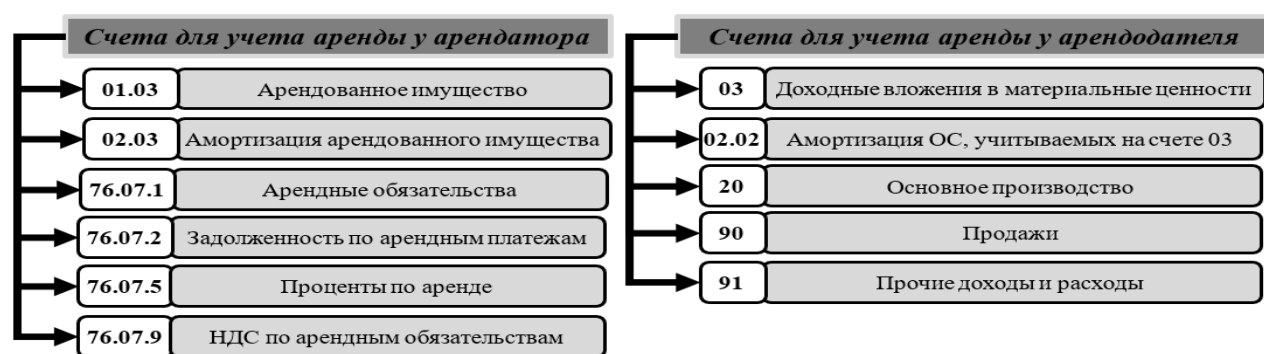 Счета для учета аренды у арендатора
01.03 Арендованное имущество
02.03 Амортизация арендованного имущества
76.07.1 Арендные обязательства
76.07.2 Задолженность по арендным платежам
76.07.5 Проценты по аренде
76.07.9 НДС по арендным обязательствам
Счета для учета аренды у арендодателя
03 Доходные вложения в материальные ценности
02.02 Амортизация ОС, учитываемых на счете 03
20 Основное производство
90 Продажи
91 Прочие доходы и расходы